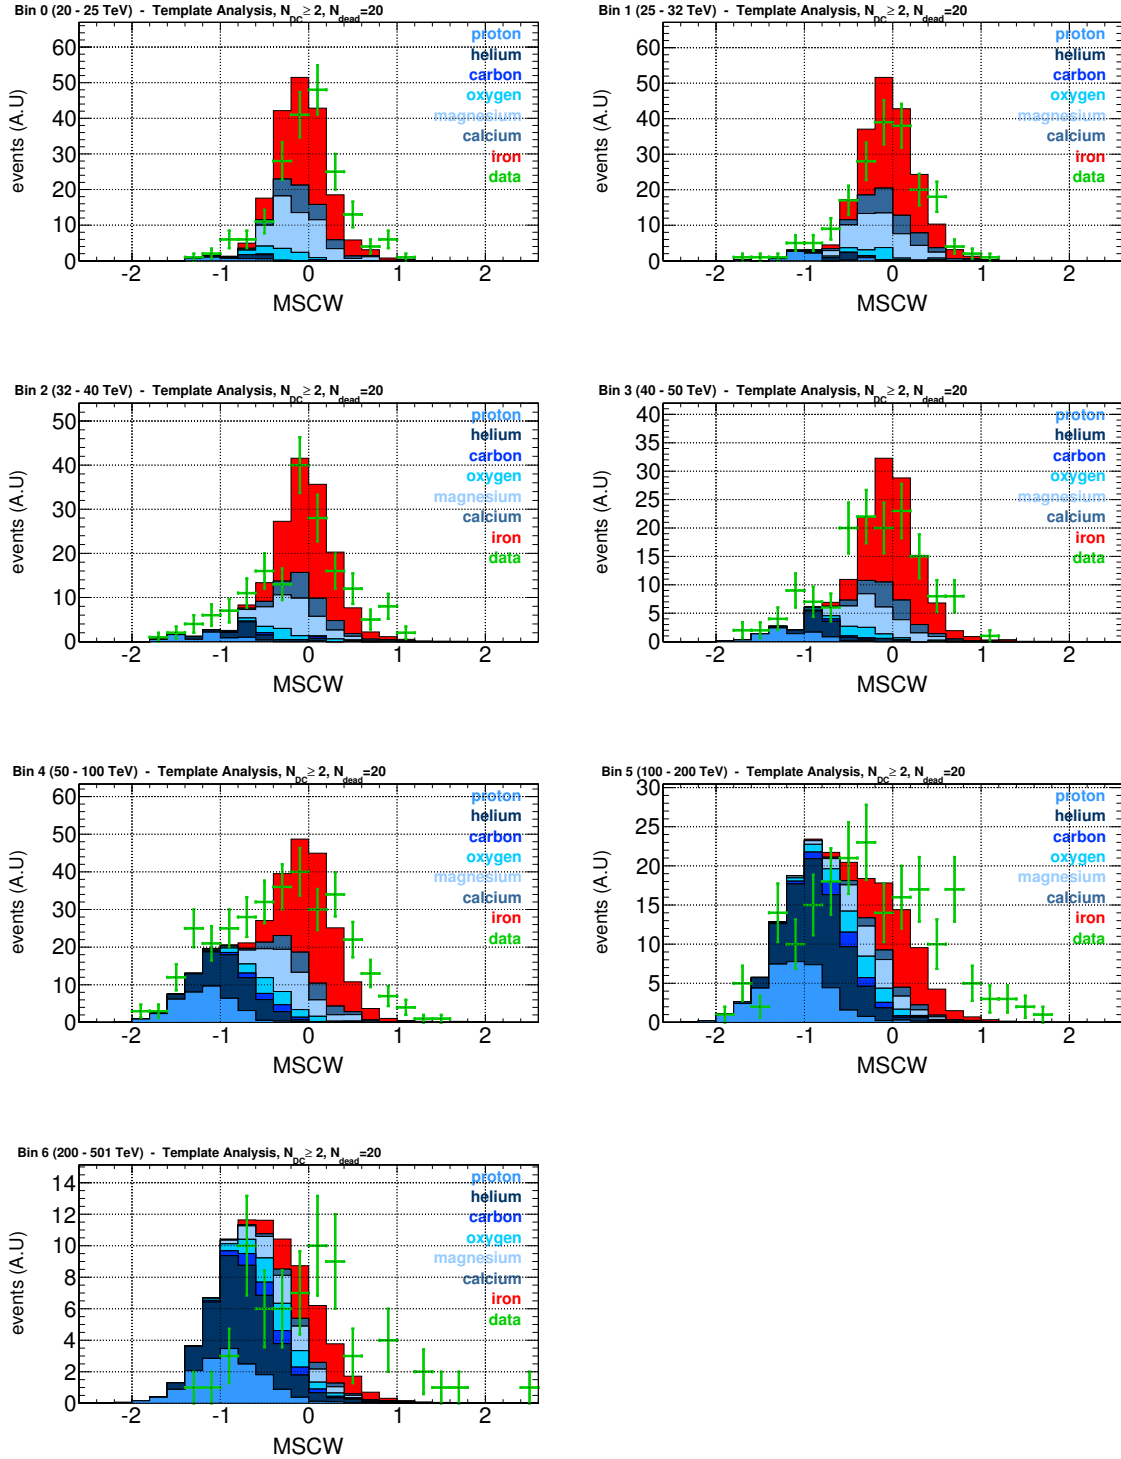 Bin 0 (20 - 25 TeV) - Template Analysis, N_DC ≥ 2, N_dead=20
events (A.U)
60
50
40
30
20
10
0
proton
helium
carbon
oxygen
magnesium
calcium
iron
data
-2 -1 0 1 2
MSCW
Bin 1 (25 - 32 TeV) - Template Analysis, N_DC ≥ 2, N_dead=20
events (A.U)
60
50
40
30
20
10
0
proton
helium
carbon
oxygen
magnesium
calcium
iron
data
-2 -1 0 1 2
MSCW
Bin 2 (32 - 40 TeV) - Template Analysis, N_DC ≥ 2, N_dead=20
events (A.U)
50
40
30
20
10
0
proton
helium
carbon
oxygen
magnesium
calcium
iron
data
-2 -1 0 1 2
MSCW
Bin 3 (40 - 50 TeV) - Template Analysis, N_DC ≥ 2, N_dead=20
events (A.U)
40
35
30
25
20
15
10
5
0
proton
helium
carbon
oxygen
magnesium
calcium
iron
data
-2 -1 0 1 2
MSCW
Bin 4 (50 - 100 TeV) - Template Analysis, N_DC ≥ 2, N_dead=20
events (A.U)
60
50
40
30
20
10
0
proton
helium
carbon
oxygen
magnesium
calcium
iron
data
-2 -1 0 1 2
MSCW
Bin 5 (100 - 200 TeV) - Template Analysis, N_DC ≥ 2, N_dead=20
events (A.U)
30
25
20
15
10
5
0
proton
helium
carbon
oxygen
magnesium
calcium
iron
data
-2 -1 0 1 2
MSCW
Bin 6 (200 - 501 TeV) - Template Analysis, N_DC ≥ 2, N_dead=20
events (A.U)
14
12
10
8
6
4
2
0
proton
helium
carbon
oxygen
magnesium
calcium
iron
data
-2 -1 0 1 2
MSCW